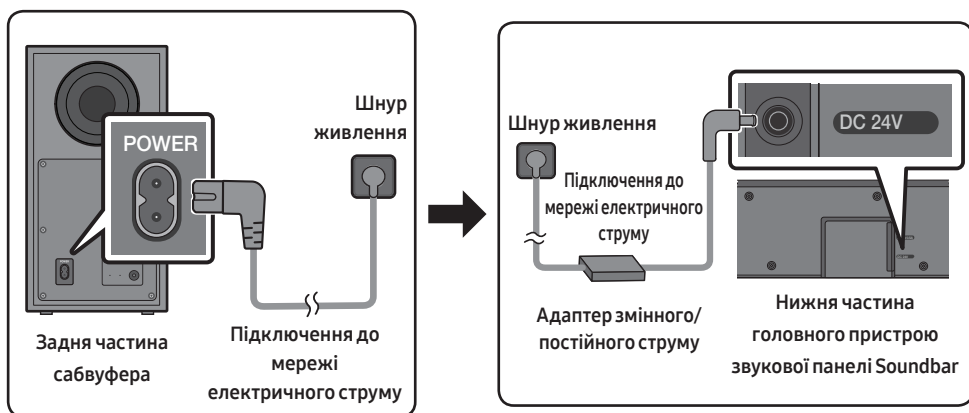 POWER
Шнур
живлення
Задня частина
сабвуфера
Підключення до
мережі
електричного струму
Шнур живлення
Підключення до
мережі електричного
струму
Адаптер змінного/
постійного струму
DC 24V
Нижня частина
головного пристрою
звукової панелі Soundbar